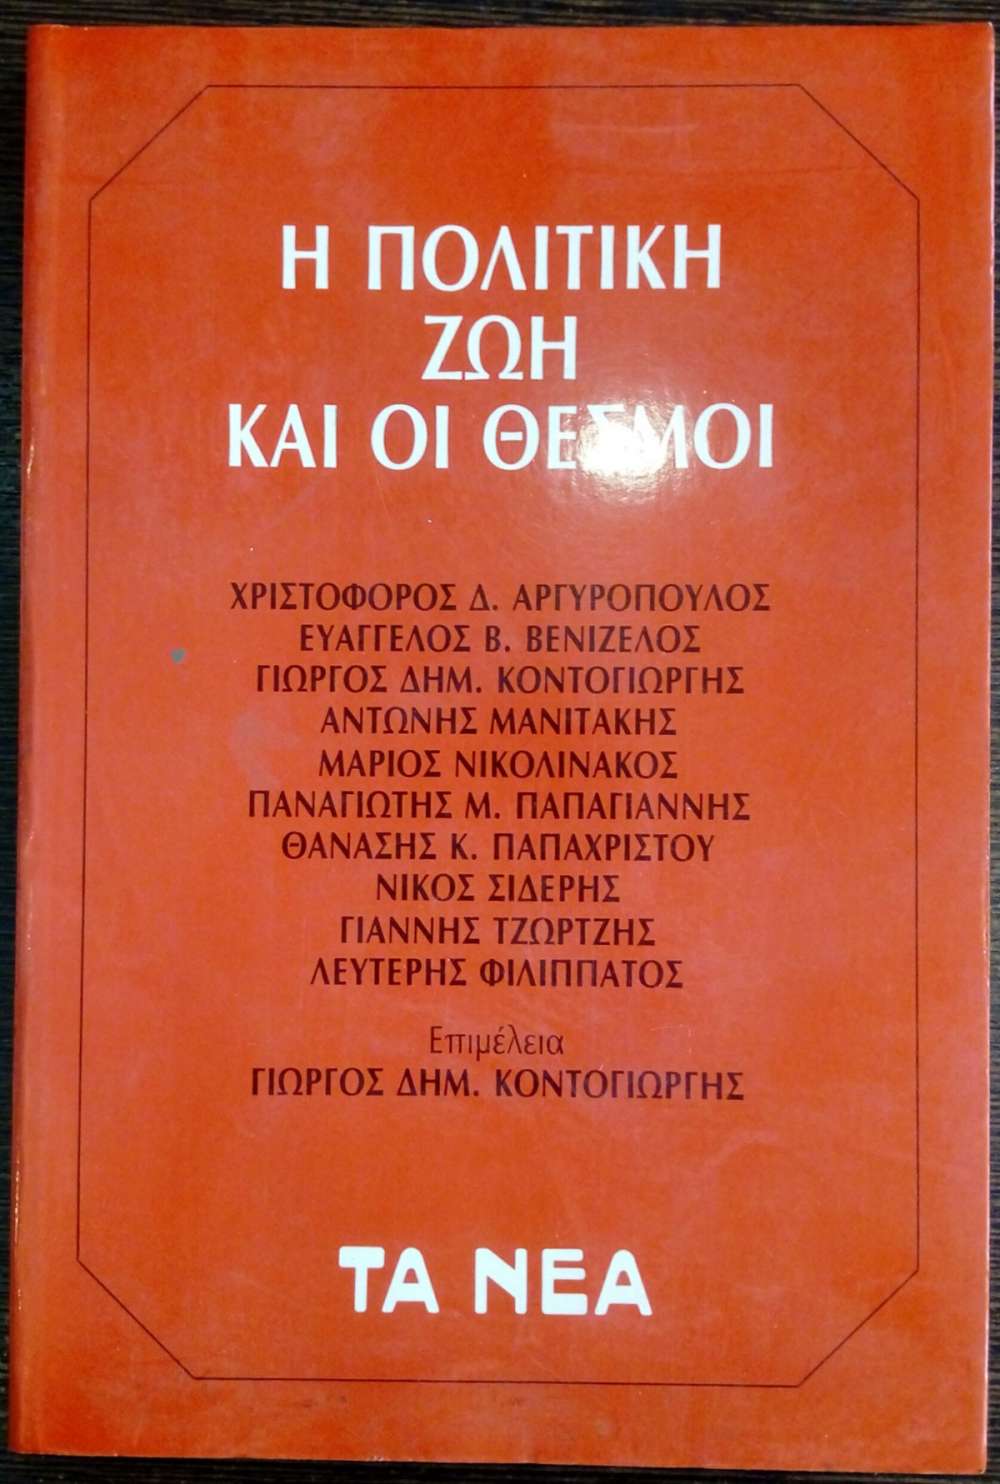 Η ΠΟΛΙΤΙΚΗ
ΖΩΗ
ΚΑΙ ΟΙ ΘΕΣΜΟΙ
ΧΡΙΣΤΟΦΟΡΟΣ Δ. ΑΡΓΥΡΟΠΟΥΛΟΣ
ΕΥΑΓΓΕΛΟΣ Β. ΒΕΝΙΖΕΛΟΣ
ΓΙΩΡΓΟΣ ΔΗΜ. ΚΟΝΤΟΓΙΩΡΓΗΣ
ΑΝΤΩΝΗΣ ΜΑΝΙΤΑΚΗΣ
ΜΑΡΙΟΣ ΝΙΚΟΛΙΝΑΚΟΣ
ΠΑΝΑΓΙΩΤΗΣ Μ. ΠΑΠΑΓΙΑΝΝΗΣ
ΘΑΝΑΣΗΣ Κ. ΠΑΠΑΧΡΙΣΤΟΥ
ΝΙΚΟΣ ΣΙΔΕΡΗΣ
ΓΙΑΝΝΗΣ ΤΖΩΡΤΖΗΣ
ΛΕΥΤΕΡΗΣ ΦΙΛΙΠΠΑΤΟΣ
Επιμέλεια
ΓΙΩΡΓΟΣ ΔΗΜ. ΚΟΝΤΟΓΙΩΡΓΗΣ
ΤΑ ΝΕΑ